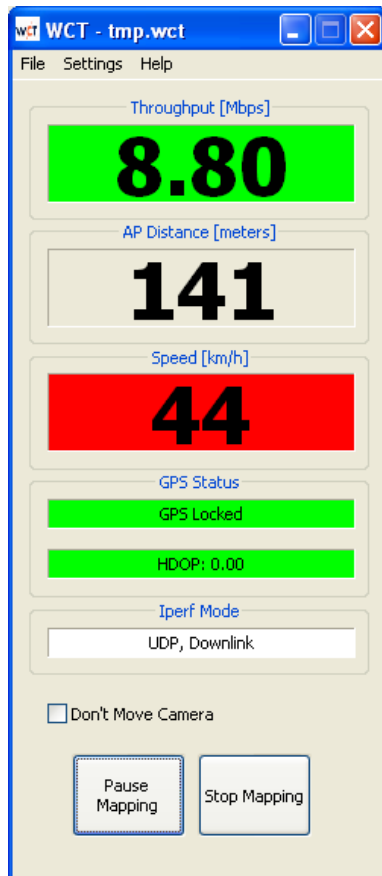 WCT WCT - tmp.wct
File Settings Help
Throughput [Mbps]
8.80
AP Distance [meters]
141
Speed [km/h]
44
GPS Status
GPS Locked
HDOP: 0.00
Iperf Mode
UDP, Downlink
Don't Move Camera
Pause
Mapping
Stop Mapping